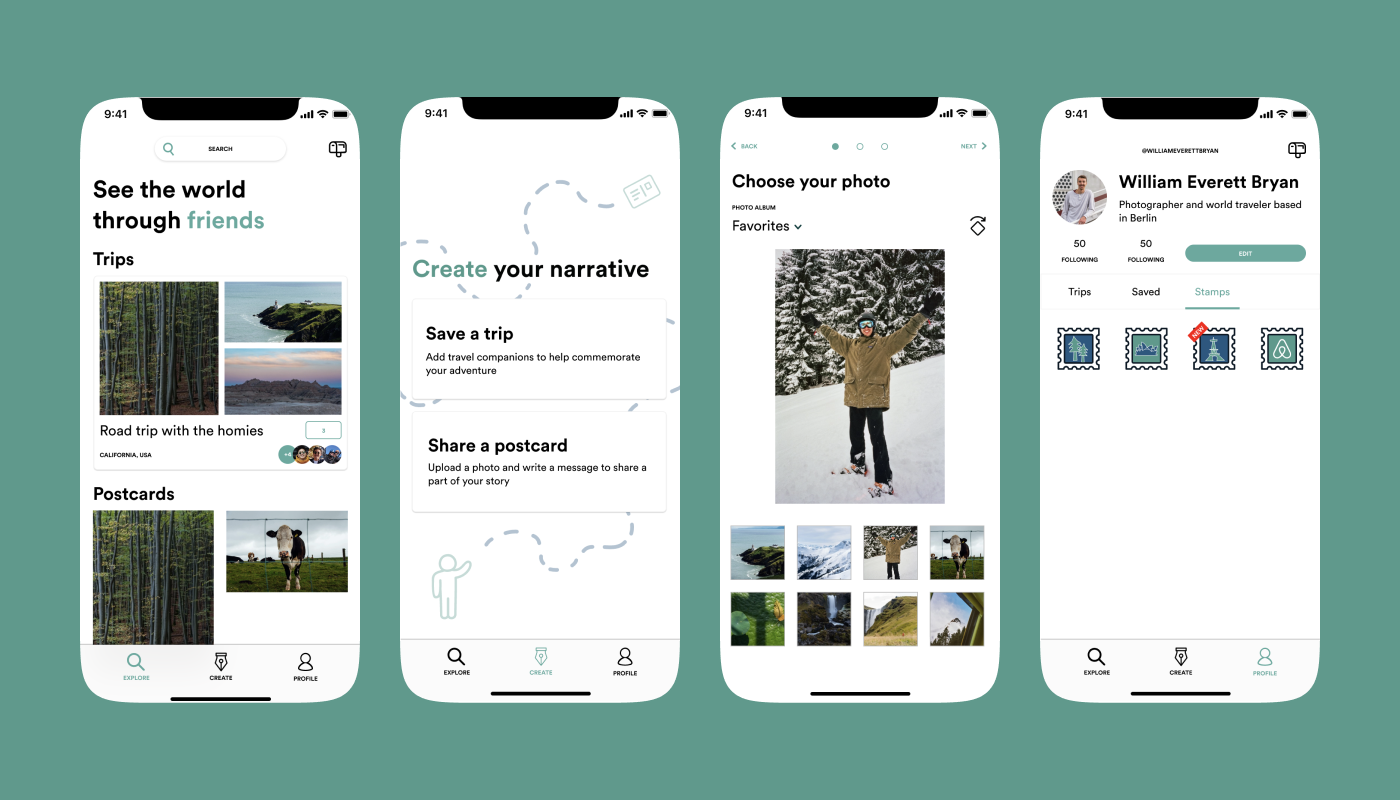 9:41
SEARCH
See the world
through friends
Trips
Road trip with the homies
3
CALIFORNIA, USA
+4
Postcards
EXPLORE
CREATE
PROFILE
9:41
Create your narrative
Save a trip
Add travel companions to help commemorate
your adventure
Share a postcard
Upload a photo and write a message to share a
part of your story
EXPLORE
CREATE
PROFILE
9:41
BACK
NEXT
Choose your photo
PHOTO ALBUM
Favorites
9:41
@WILLIAMEVERETTBRYAN
William Everett Bryan
Photographer and world traveler based
in Berlin
50
FOLLOWING
50
FOLLOWING
EDIT
Trips
Saved
Stamps
NEW
EXPLORE
CREATE
PROFILE